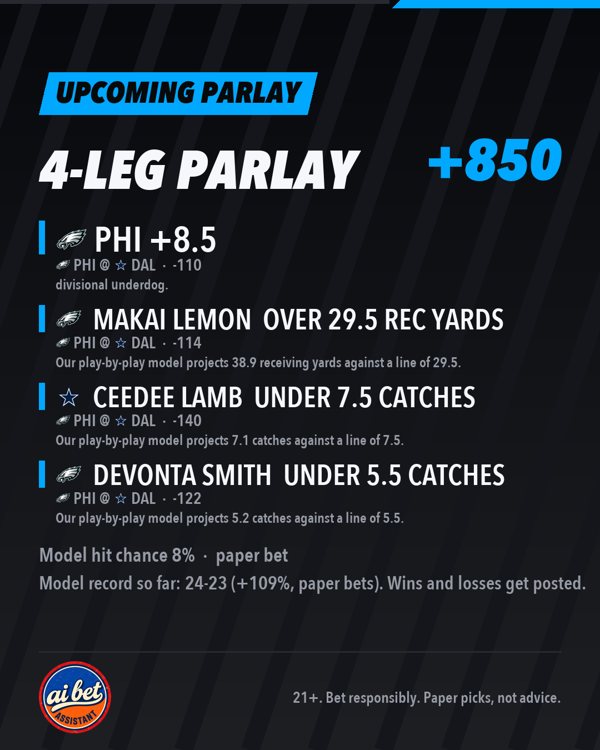 UPCOMING PARLAY
4-LEG PARLAY +850
PHI +8.5
PHI @ DAL · -110
divisional underdog.
MAKAI LEMON OVER 29.5 REC YARDS
PHI @ DAL · -114
Our play-by-play model projects 38.9 receiving yards against a line of 29.5.
CEEDEE LAMB UNDER 7.5 CATCHES
PHI @ DAL · -140
Our play-by-play model projects 7.1 catches against a line of 7.5.
DEVONTA SMITH UNDER 5.5 CATCHES
PHI @ DAL · -122
Our play-by-play model projects 5.2 catches against a line of 5.5.
Model hit chance 8% · paper bet
Model record so far: 24-23 (+109%, paper bets). Wins and losses get posted.
ai bet
ASSISTANT
21+. Bet responsibly. Paper picks, not advice.